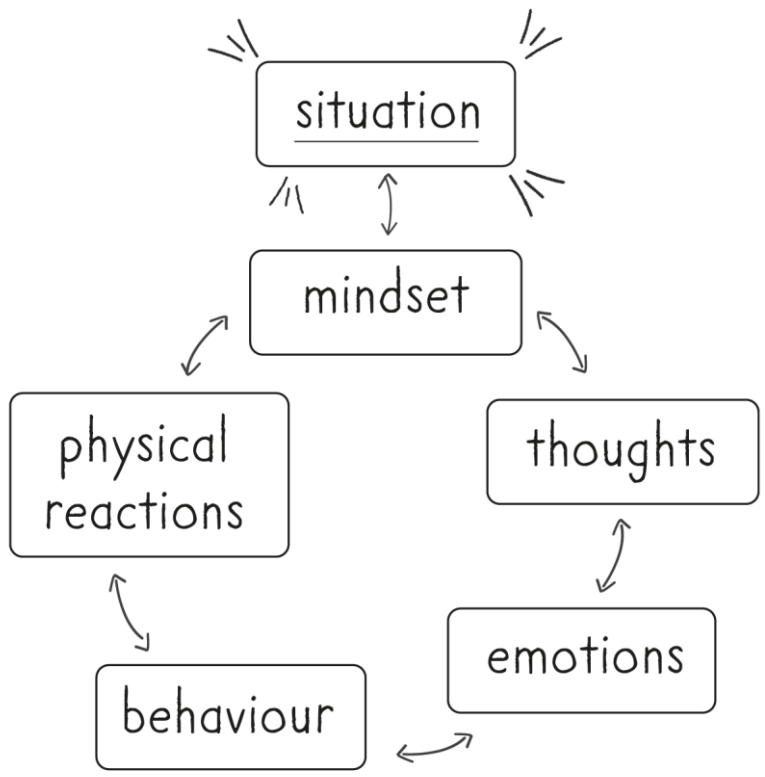 situation
mindset
physical
reactions
thoughts
emotions
behaviour